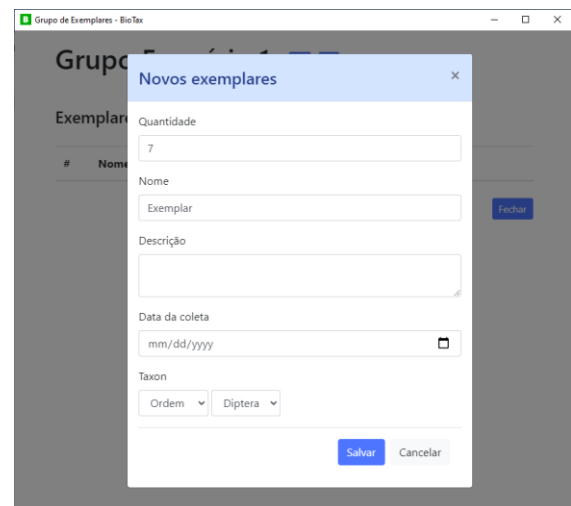 Grupo de Exemplares - BioTax
Grupo
Novos exemplares
Exemplares
Quantidade
7
# Nome
Nome
Exemplar
Fechar
Descrição
Data da coleta
mm/dd/yyyy
Taxon
Ordem Diptera
Salvar Cancelar